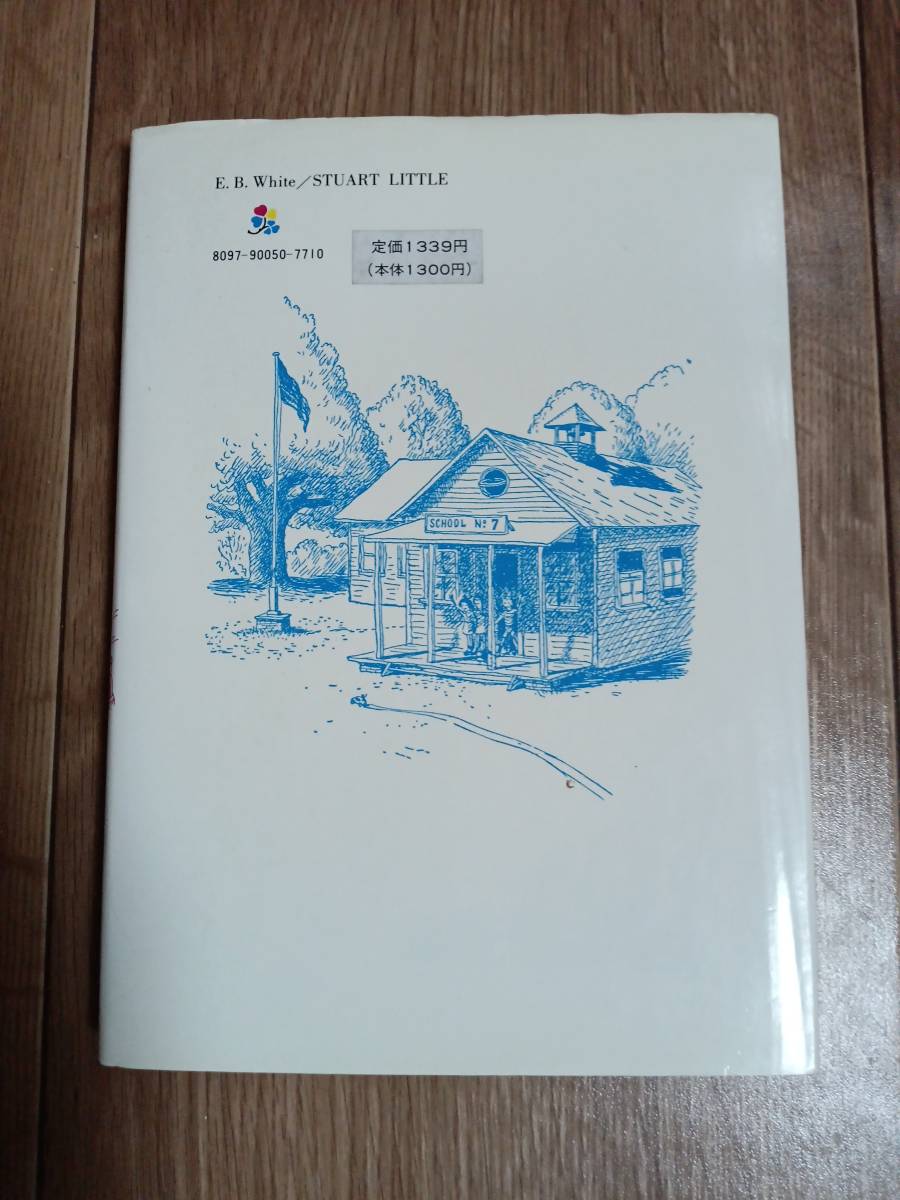 E. B. White／STUART LITTLE
8097-90050-7710
定価1339円
(本体1300円)
SCHOOL No 7